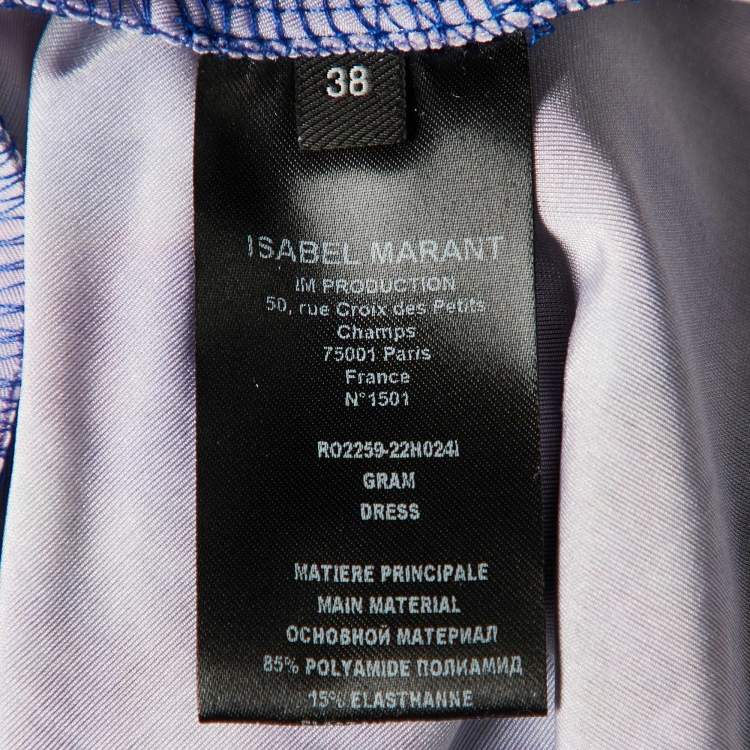 38
ISABEL MARANT
IM PRODUCTION
50, rue Croix des Petits
Champs
75001 Paris
France
N°1501
RO2259-22H024I
GRAM
DRESS
MATIERE PRINCIPALE
MAIN MATERIAL
ОСНОВНОЙ МАТЕРИАЛ
85% POLYAMIDE ПОЛИАМИД
15% ELASTHANNE